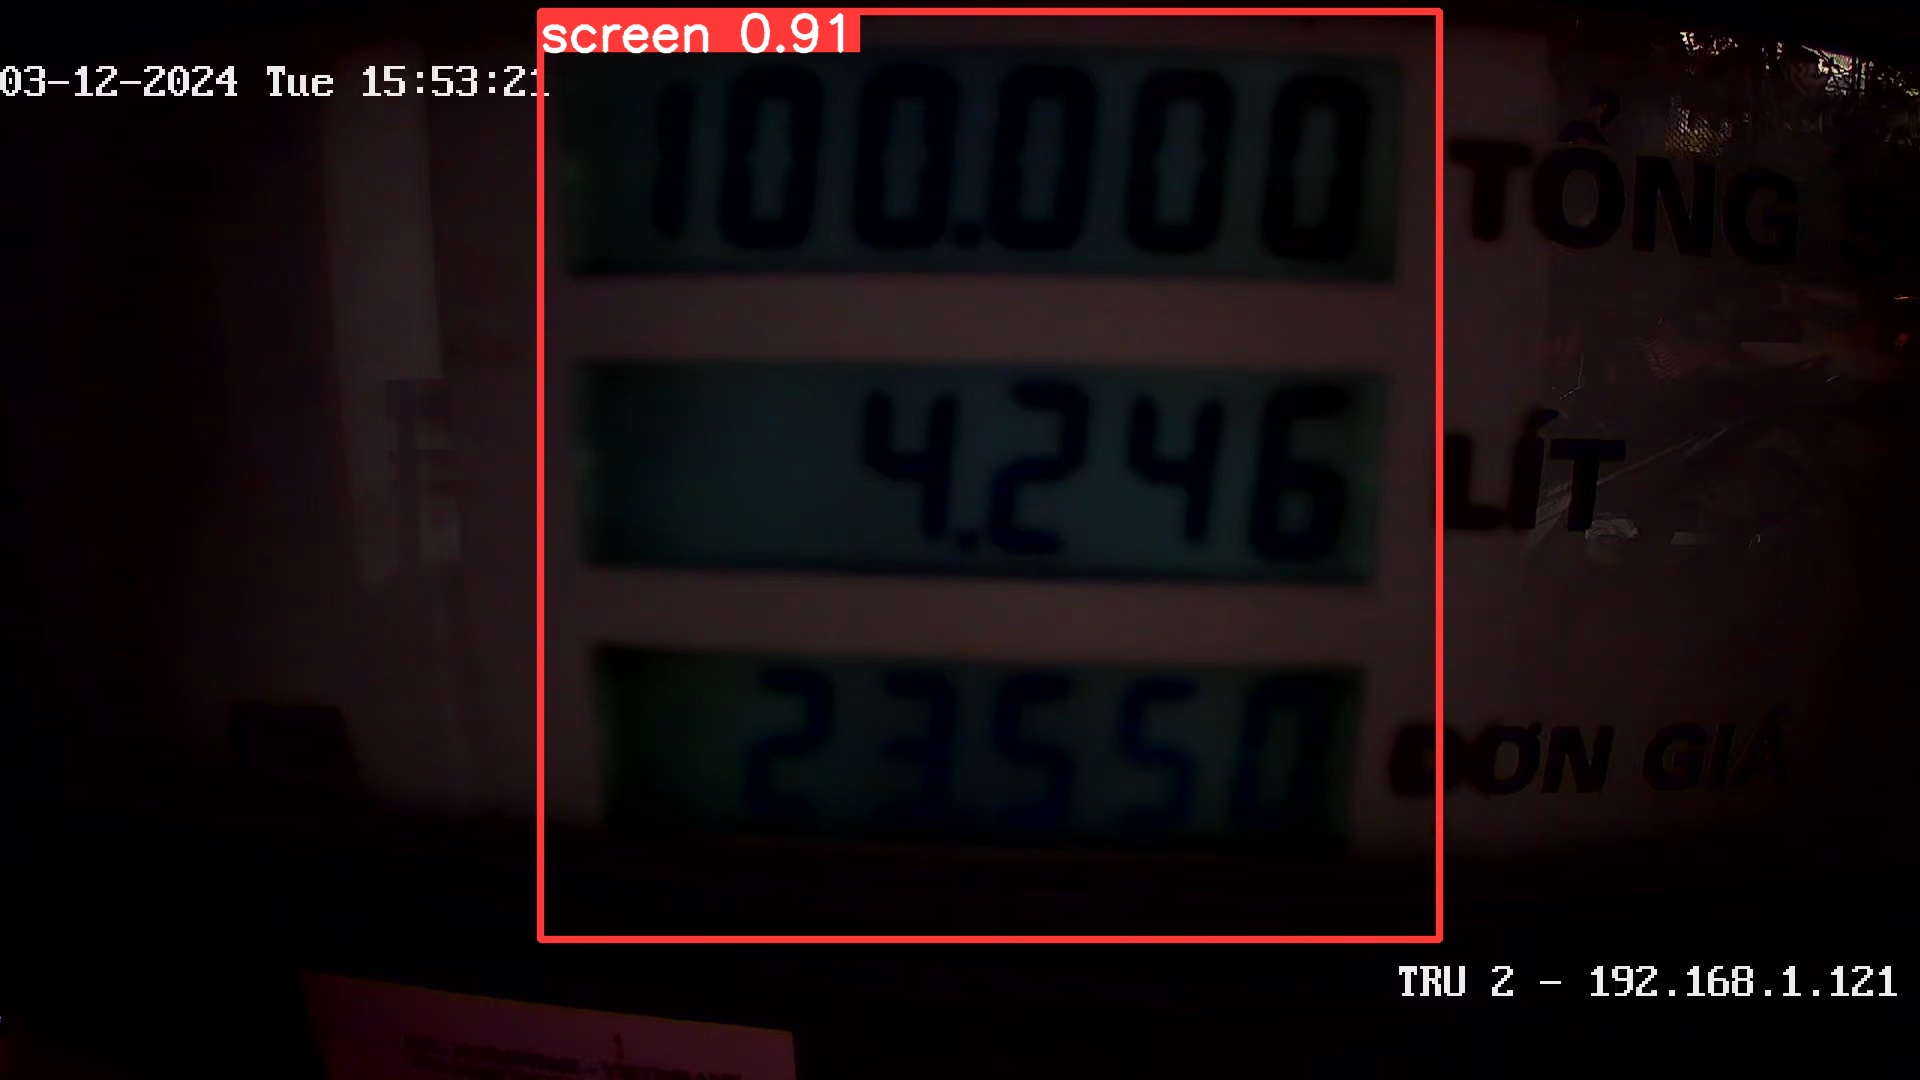 screen 0.91
03-12-2024 Tue 15:53:21
100.000 TỔNG S
4.246 LÍT
23.550 ĐƠN GIÁ
TRU 2 - 192.168.1.121